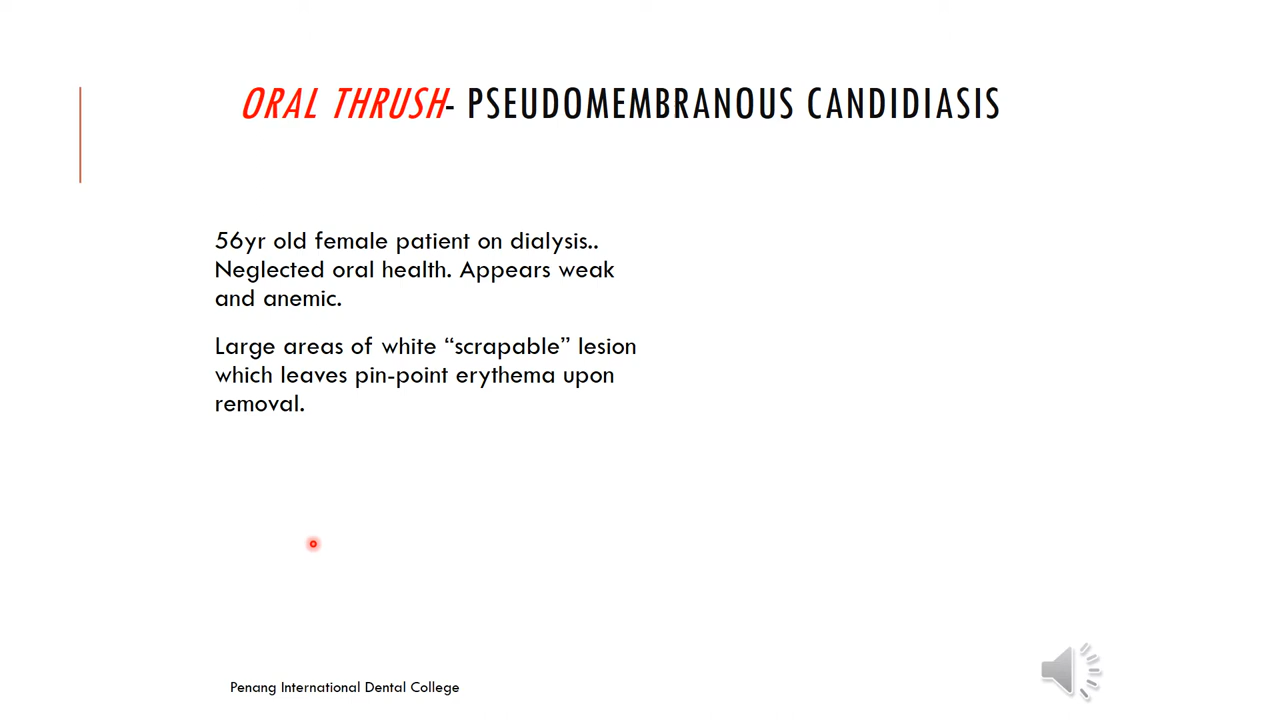 ORAL THRUSH- PSEUDOMEMBRANOUS CANDIDIASIS
56yr old female patient on dialysis..
Neglected oral health. Appears weak
and anemic.
Large areas of white “scrapable” lesion
which leaves pin-point erythema upon
removal.
Penang International Dental College